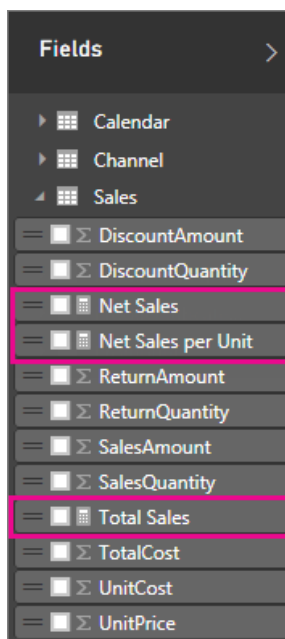 Fields
Calendar
Channel
Sales
DiscountAmount
DiscountQuantity
Net Sales
Net Sales per Unit
ReturnAmount
ReturnQuantity
SalesAmount
SalesQuantity
Total Sales
TotalCost
UnitCost
UnitPrice